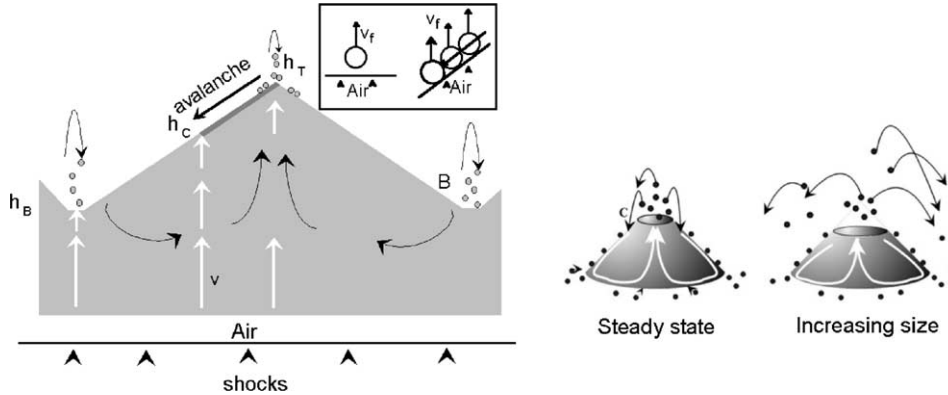 v_f
v_f
h_T
Air
Air
avalanche
h_C
B
h_B
c
v
Steady state
Increasing size
Air
shocks